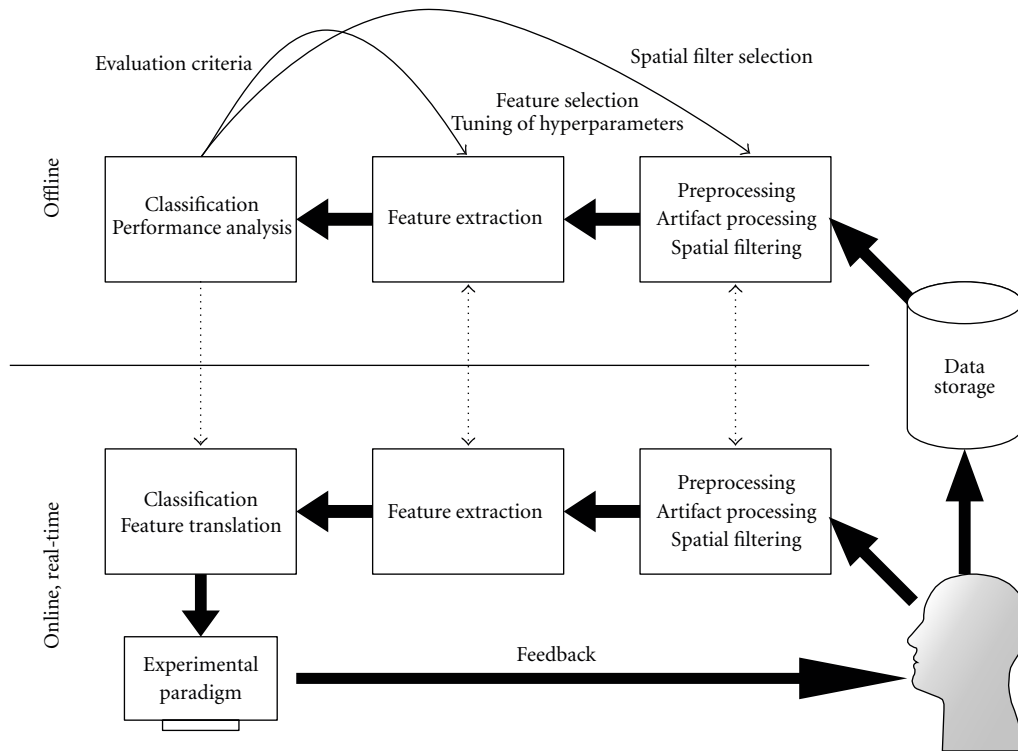 Evaluation criteria
Spatial filter selection
Feature selection
Tuning of hyperparameters
Offline
Classification
Performance analysis
Feature extraction
Preprocessing
Artifact processing
Spatial filtering
Data
storage
Online, real-time
Classification
Feature translation
Feature extraction
Preprocessing
Artifact processing
Spatial filtering
Experimental
paradigm
Feedback